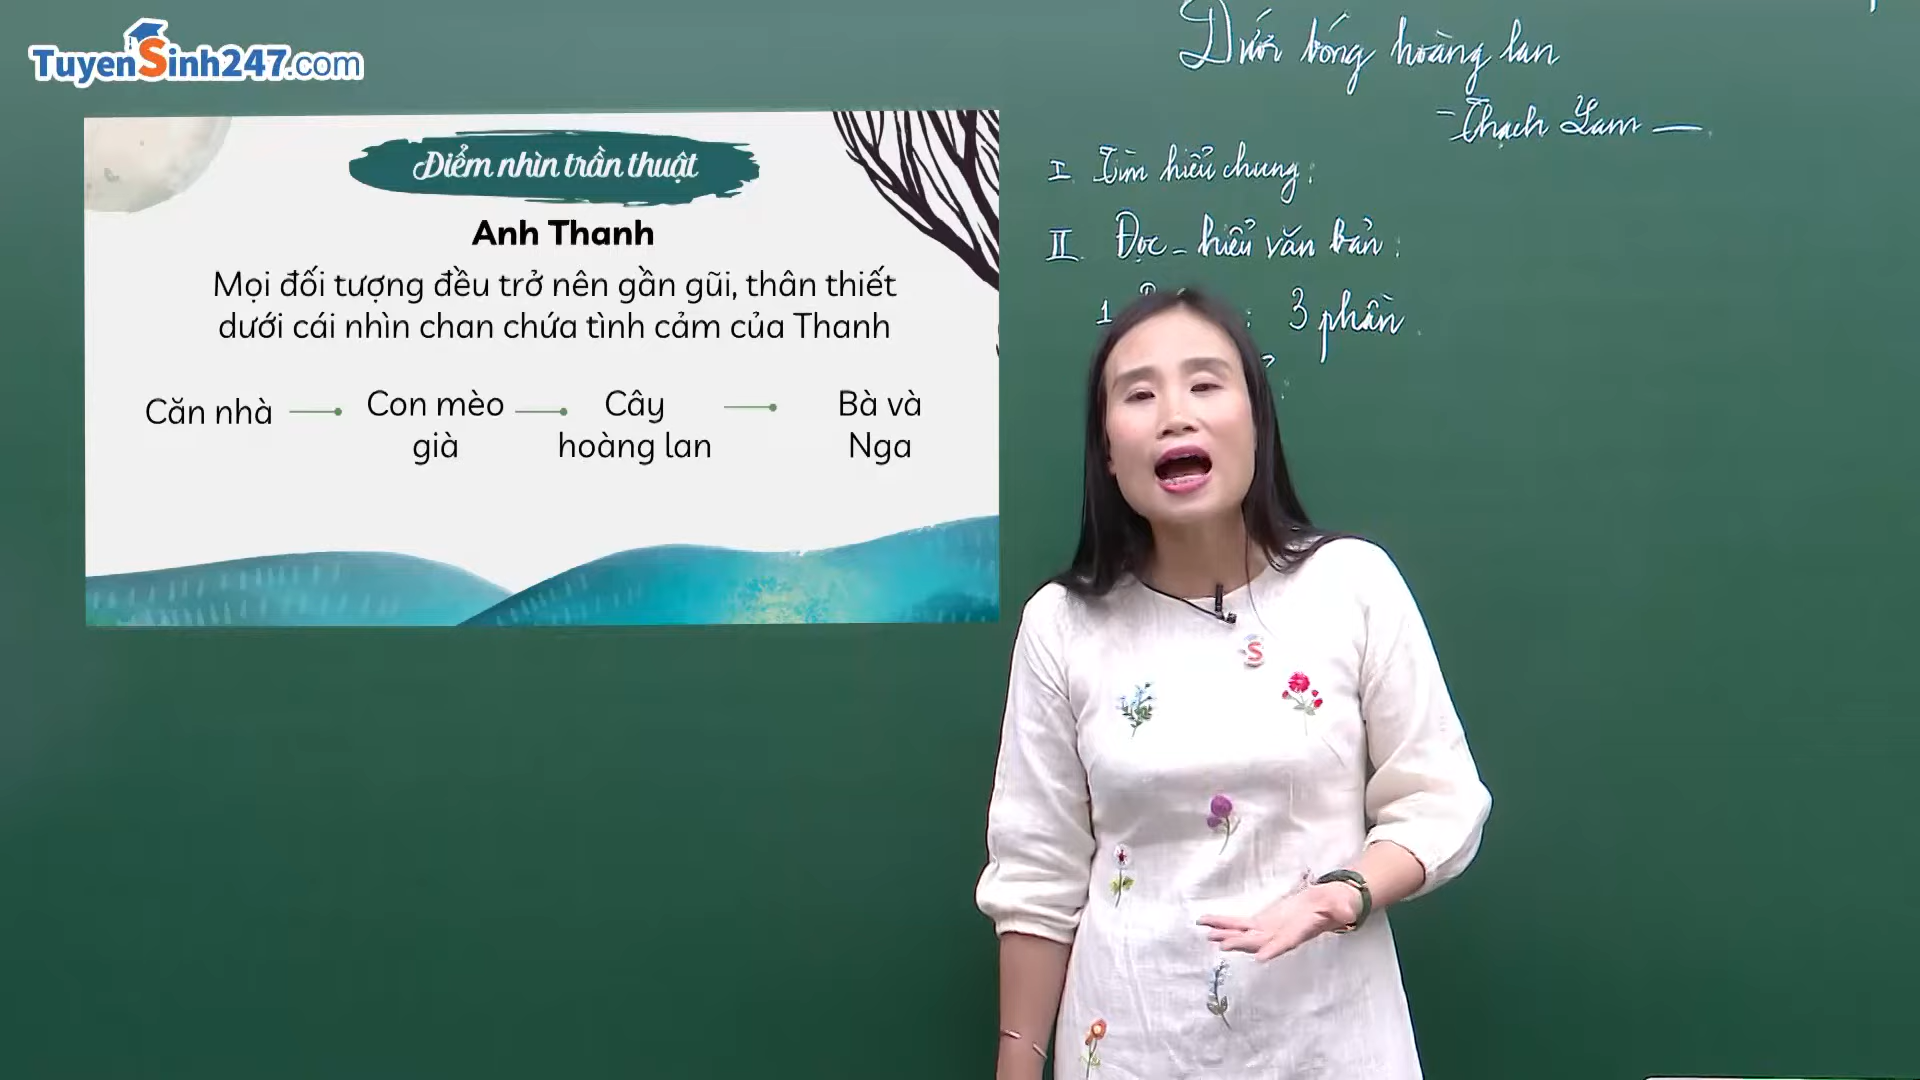 TuyenSinh247.com
Điểm nhìn trần thuật
Anh Thanh
Mọi đối tượng đều trở nên gần gũi, thân thiết
dưới cái nhìn chan chứa tình cảm của Thanh
Căn nhà
Con mèo
già
Cây
hoàng lan
Bà và
Nga
Dưới bóng hoàng lan
- Thạch Lam —
I. Tìm hiểu chung:
II. Đọc - hiểu văn bản:
1 : 3 phần
S